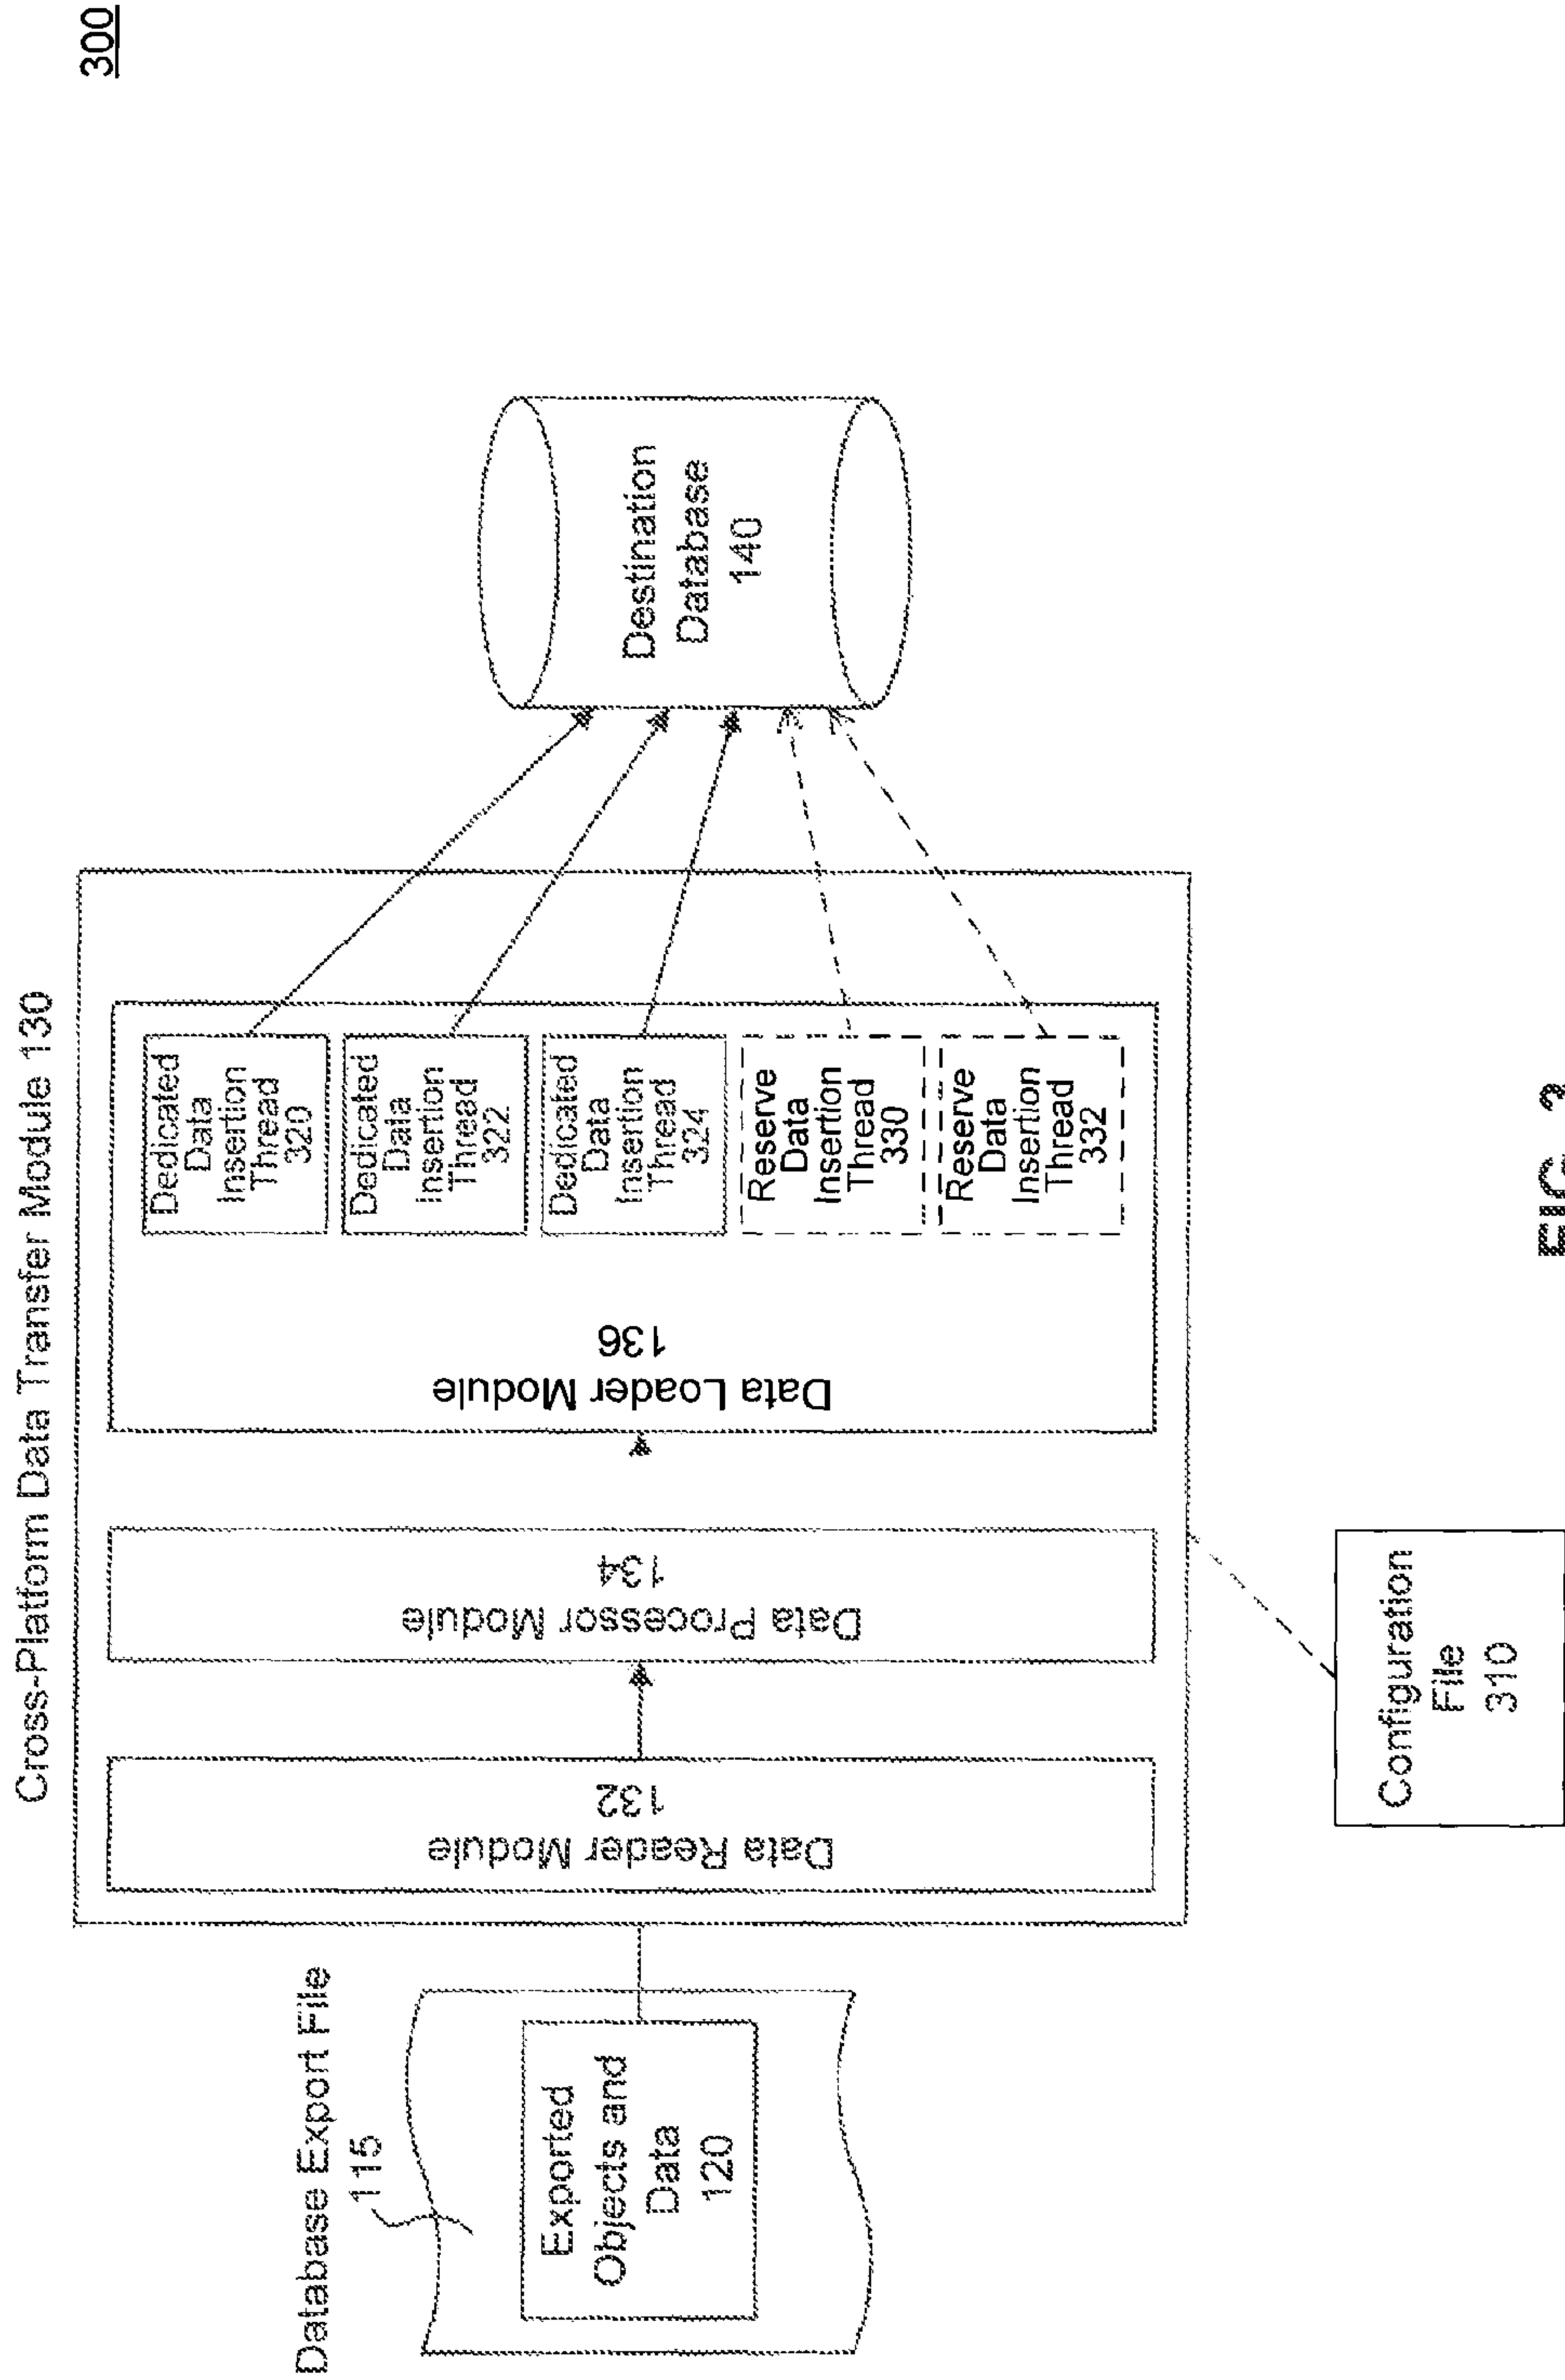 300
Cross-Platform Data Transfer Module 130
Database Export File
115
Exported
Objects and
Data
120
Data Reader Module
132
Data Processor Module
134
Data Loader Module
136
Dedicated
Data
Insertion
Thread
320
Dedicated
Data
Insertion
Thread
322
Dedicated
Data
Insertion
Thread
324
Reserve
Data
Insertion
Thread
330
Reserve
Data
Insertion
Thread
332
Destination
Database
140
Configuration
File
310
FIG. 3